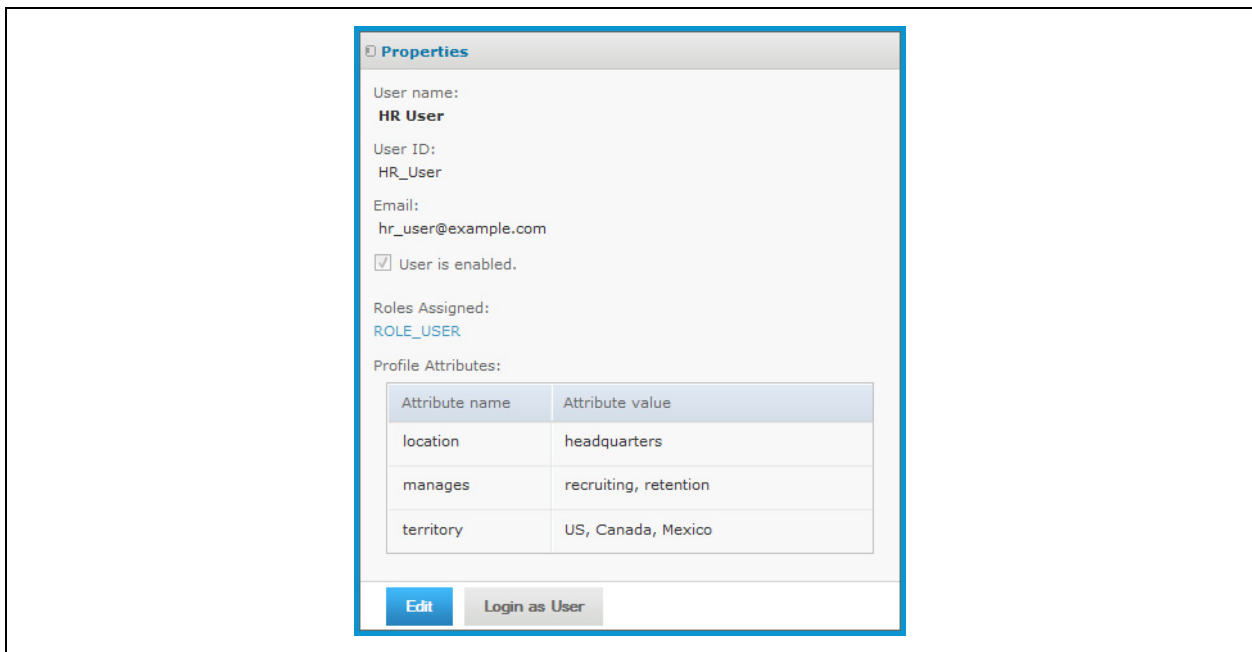 Properties
User name:
HR User
User ID:
HR_User
Email:
hr_user@example.com
User is enabled.
Roles Assigned:
ROLE_USER
Profile Attributes:
Attribute name Attribute value
location headquarters
manages recruiting, retention
territory US, Canada, Mexico
Edit Login as User